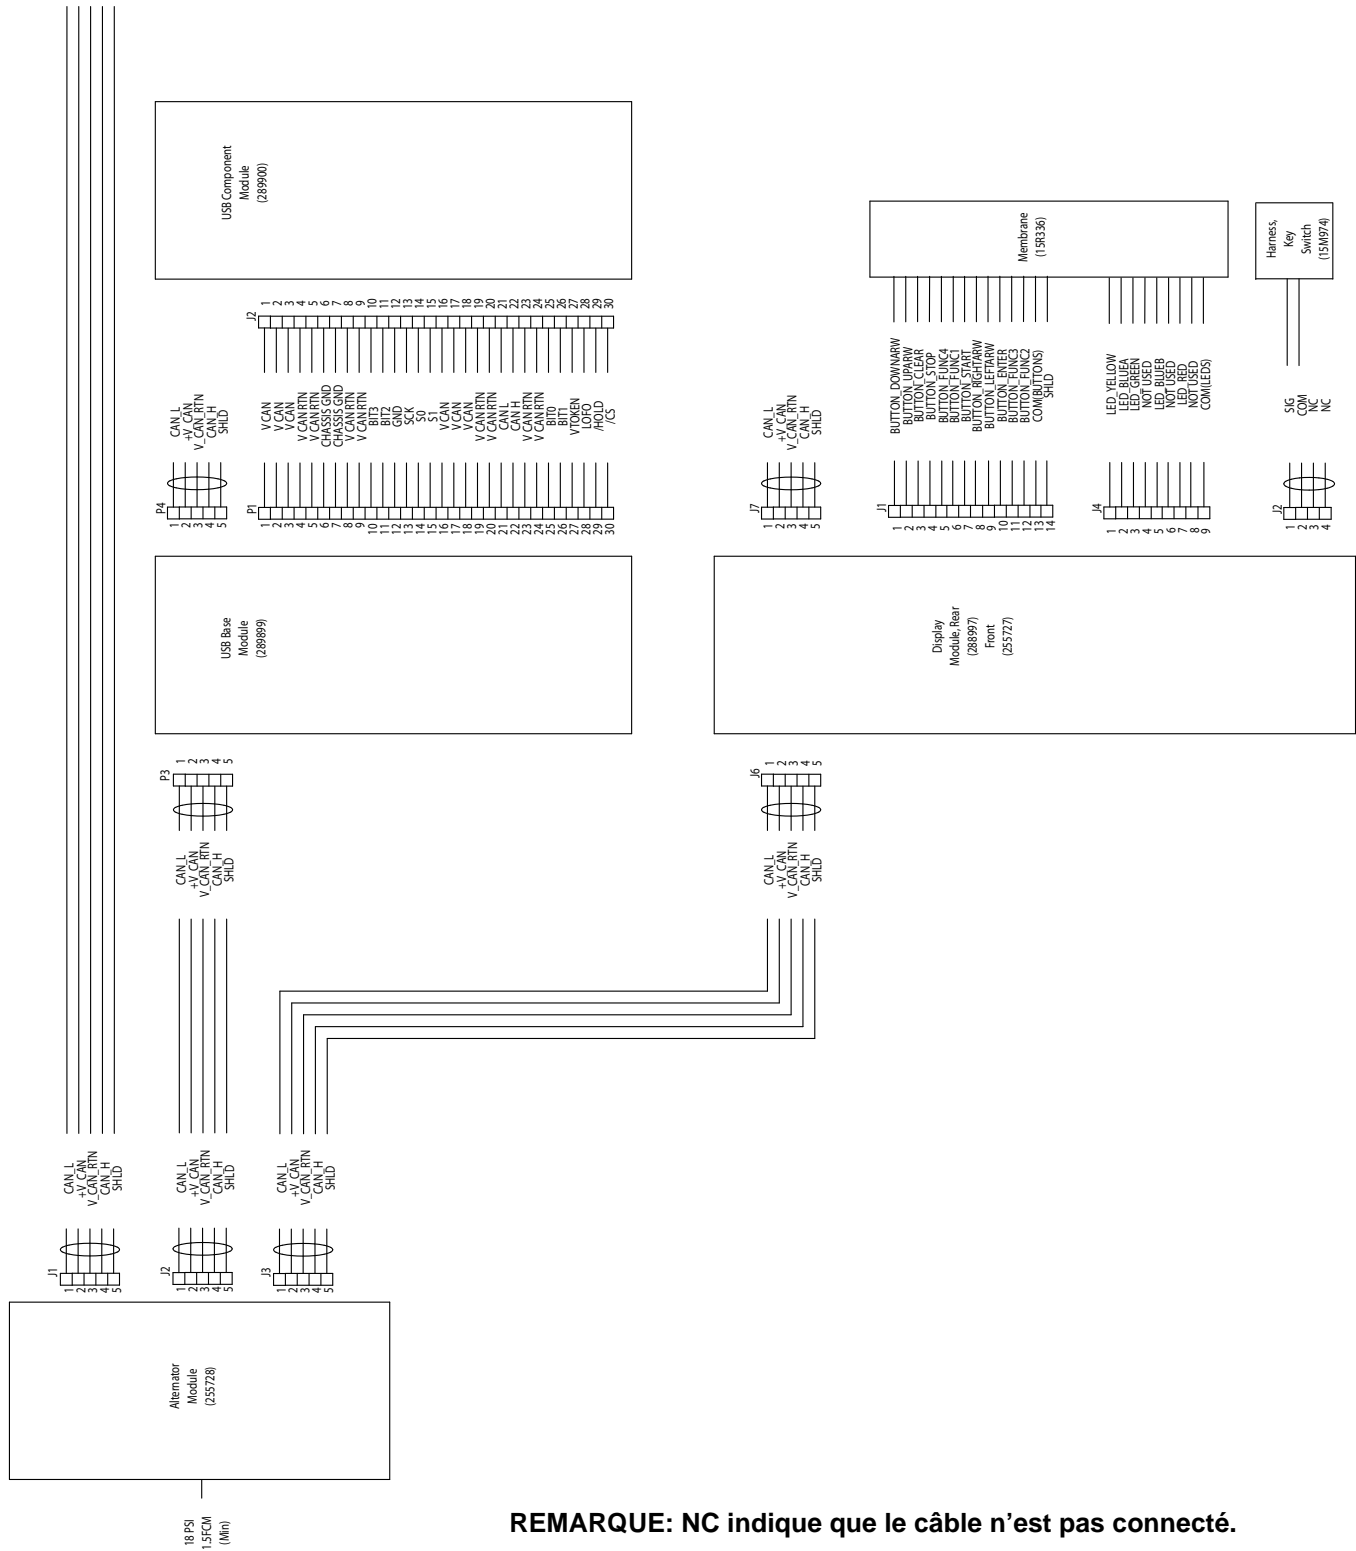 USB Component
Module
(289900)
Membrane
(15R336)
Harness,
Key
Switch
(15M974)
J2
1
2
3
4
5
6
7
8
9
10
11
12
13
14
15
16
17
18
19
20
21
22
23
24
25
26
27
28
29
30
CAN_L
+V_CAN
V_CAN_RTN
CAN_H
SHLD
V CAN
V CAN
V CAN
V CAN RTN
V CAN RTN
CHASSIS GND
CHASSIS GND
V CAN RTN
V CAN RTN
BIT3
BIT2
GND
SCK
S0
S1
V CAN
V CAN
V CAN
V CAN RTN
V CAN RTN
CAN L
CAN H
V CAN RTN
V CAN RTN
BIT0
BIT1
VTOKEN
LOFO
/HOLD
/CS
CAN_L
+V_CAN
V_CAN_RTN
CAN_H
SHLD
BUTTON_DOWNARW
BUTTON_UPARW
BUTTON_CLEAR
BUTTON_STOP
BUTTON_FUNC4
BUTTON_FUNC1
BUTTON_START
BUTTON_RIGHTARW
BUTTON_LEFTARW
BUTTON_ENTER
BUTTON_FUNC3
BUTTON_FUNC2
COM(BUTTONS)
SHLD
LED_YELLOW
LED_BLUEA
LED_GREEN
NOT USED
LED_BLUEB
NOT USED
LED_RED
NOT USED
COM(LEDS)
SIG
COM
NC
NC
P4
1
2
3
4
5
P1
1
2
3
4
5
6
7
8
9
10
11
12
13
14
15
16
17
18
19
20
21
22
23
24
25
26
27
28
29
30
J7
1
2
3
4
5
J1
1
2
3
4
5
6
7
8
9
10
11
12
13
14
J4
1
2
3
4
5
6
7
8
9
J2
1
2
3
4
USB Base
Module
(289899)
Display
Module, Rear
(288997)
Front
(255727)
P3
1
2
3
4
5
J6
1
2
3
4
5
CAN_L
+V_CAN
V_CAN_RTN
CAN_H
SHLD
CAN_L
+V_CAN
V_CAN_RTN
CAN_H
SHLD
CAN_L
+V_CAN
V_CAN_RTN
CAN_H
SHLD
CAN_L
+V_CAN
V_CAN_RTN
CAN_H
SHLD
CAN_L
+V_CAN
V_CAN_RTN
CAN_H
SHLD
J1
1
2
3
4
5
J2
1
2
3
4
5
J3
1
2
3
4
5
Alternator
Module
(255728)
18 PSI
1.5FCM
(Min)
REMARQUE: NC indique que le câble n’est pas connecté.